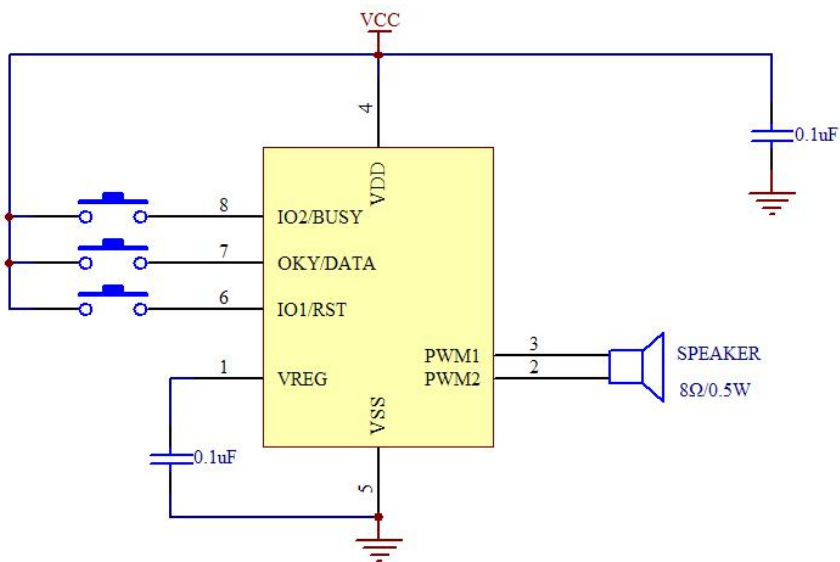 VCC
4
0.1uF
VDD
8
IO2/BUSY
7
OKY/DATA
6
IO1/RST
3
PWM1
SPEAKER
1
VREG
2
PWM2
8Ω/0.5W
VSS
0.1uF
5